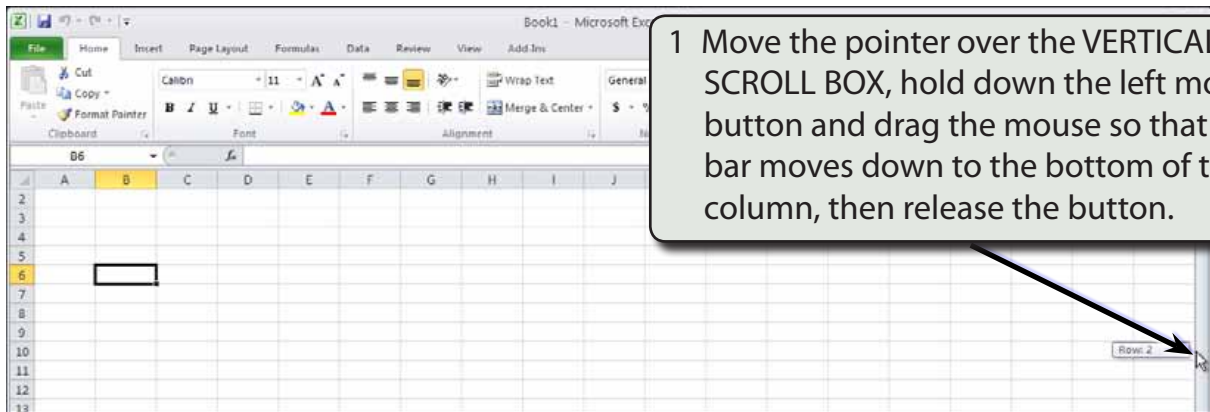 Book1 - Microsoft Exc
File Home Insert Page Layout Formulas Data Review View Add-Ins
Cut
Copy
Format Painter
Paste
Calibri 11 A A
B I U A
Wrap Text
Merge & Center
General
$
Clipboard Font Alignment
B6 fx
A B C D E F G H I J
2
3
4
5
6
7
8
9
10
11
12
13
1 Move the pointer over the VERTICAL
SCROLL BOX, hold down the left mo
button and drag the mouse so that
bar moves down to the bottom of t
column, then release the button.
Row: 2